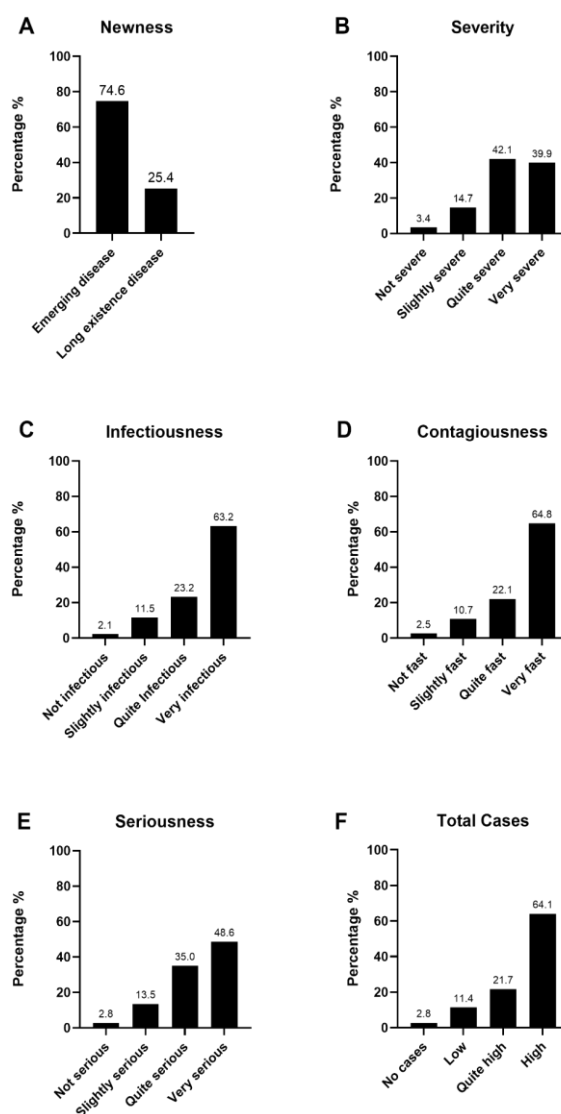 A
Newness
Percentage %
100
80
60
40
20
0
74.6
25.4
Emerging disease
Long existence disease
B
Severity
Percentage %
100
80
60
40
20
0
3.4
14.7
42.1
39.9
Not severe
Slightly severe
Quite severe
Very severe
C
Infectiousness
Percentage %
100
80
60
40
20
0
2.1
11.5
23.2
63.2
Not infectious
Slightly infectious
Quite Infectious
Very infectious
D
Contagiousness
Percentage %
100
80
60
40
20
0
2.5
10.7
22.1
64.8
Not fast
Slightly fast
Quite fast
Very fast
E
Seriousness
Percentage %
100
80
60
40
20
0
2.8
13.5
35.0
48.6
Not serious
Slightly serious
Quite serious
Very serious
F
Total Cases
Percentage %
100
80
60
40
20
0
2.8
11.4
21.7
64.1
No cases
Low
Quite high
High